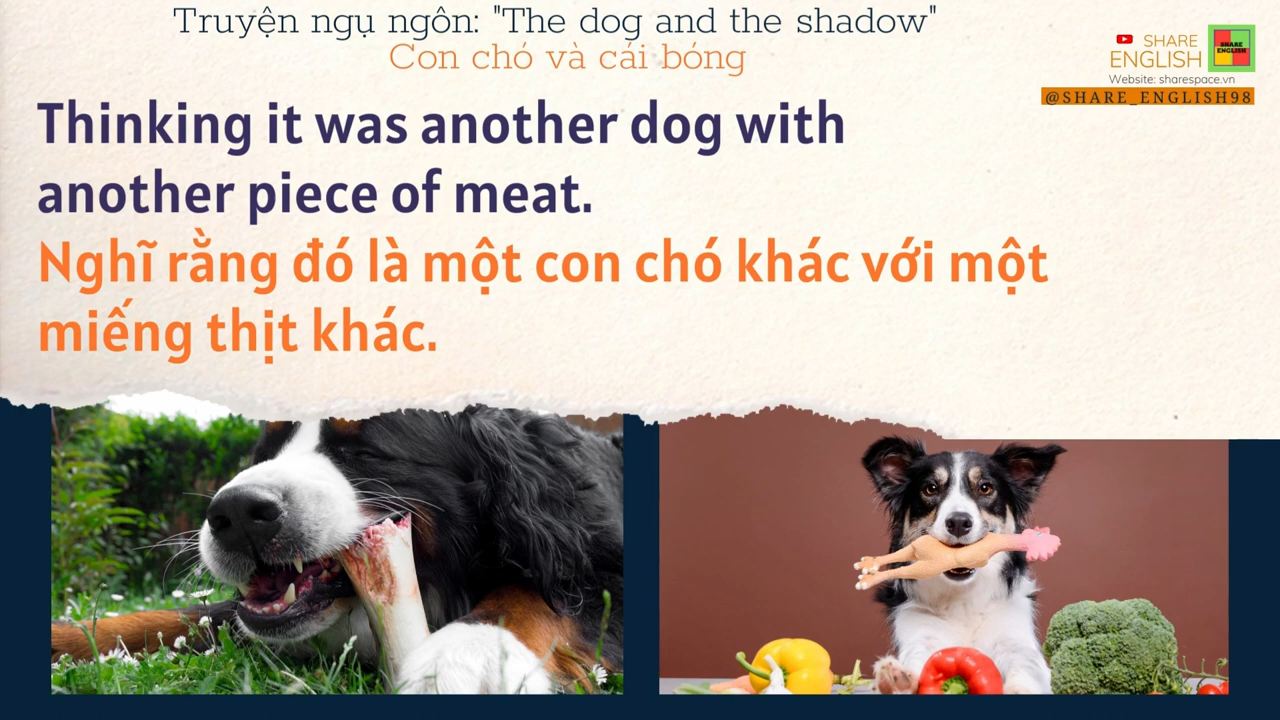 Truyện ngụ ngôn: "The dog and the shadow"
Con chó và cái bóng
SHARE
ENGLISH
SHARE
ENGLISH
Website: sharespace.vn
@SHARE_ENGLISH98
Thinking it was another dog with
another piece of meat.
Nghĩ rằng đó là một con chó khác với một
miếng thịt khác.